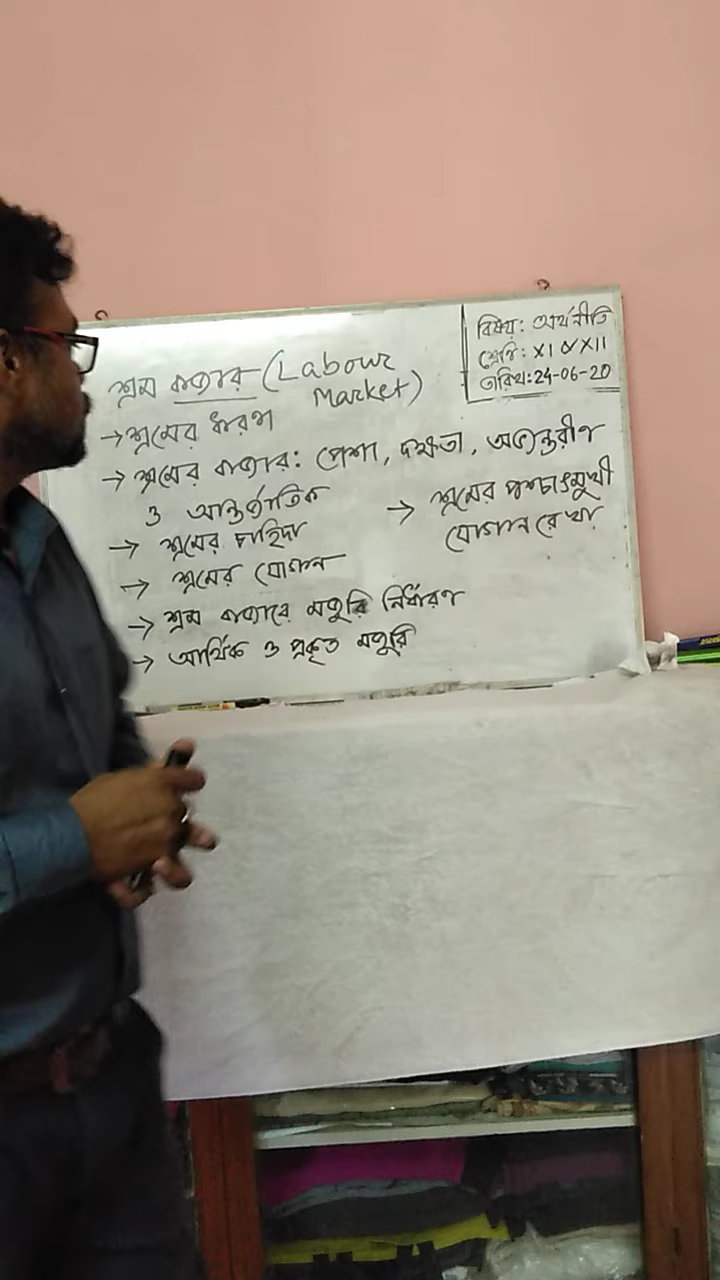 শ্রম বাজার (Labour
Market)
বিষয়: অর্থনীতি
শ্রেণি: XI & XII
তারিখ: 24-06-20
→ শ্রমের ধারণা
→ শ্রমের বাজার: পেশা, দক্ষতা, অভ্যন্তরীণ
ও আন্তর্জাতিক
→ শ্রমের চাহিদা
→ শ্রমের যোগান
→ শ্রম বাজারে মজুরি নির্ধারণ
→ আর্থিক ও প্রকৃত মজুরি
→ শ্রমের পশ্চাৎমুখী
যোগান রেখা